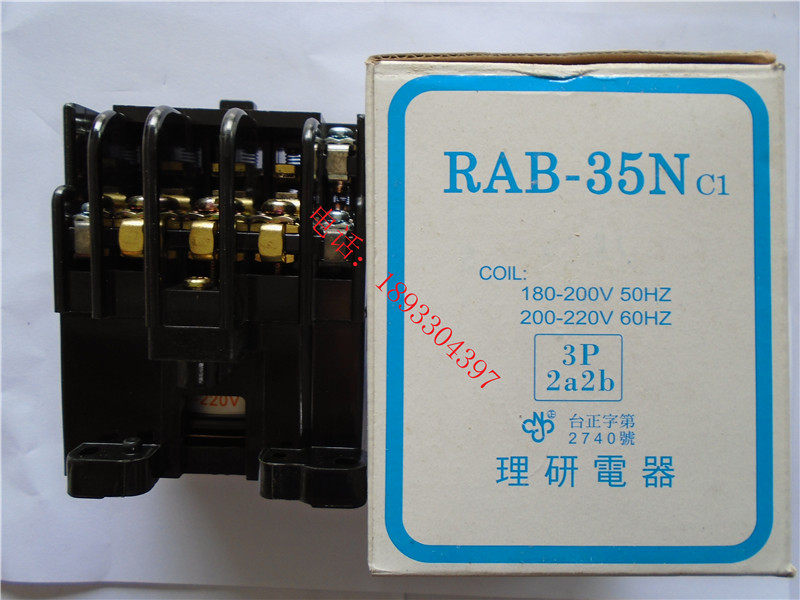 RAB-35N C1
COIL:
180-200V 50HZ
200-220V 60HZ
3P
2a2b
台正字第
2740號
理研電器
电话：18933304397
220V